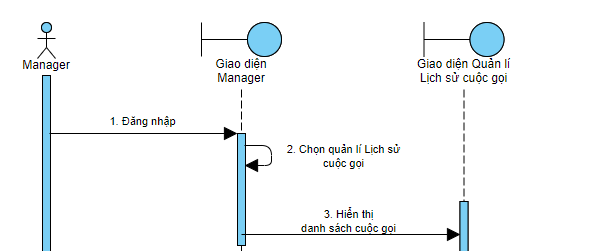 Manager
Giao diện
Manager
Giao diện Quản lí
Lịch sử cuộc gọi
1. Đăng nhập
2. Chọn quản lí Lịch sử
cuộc gọi
3. Hiển thị
danh sách cuộc gọi